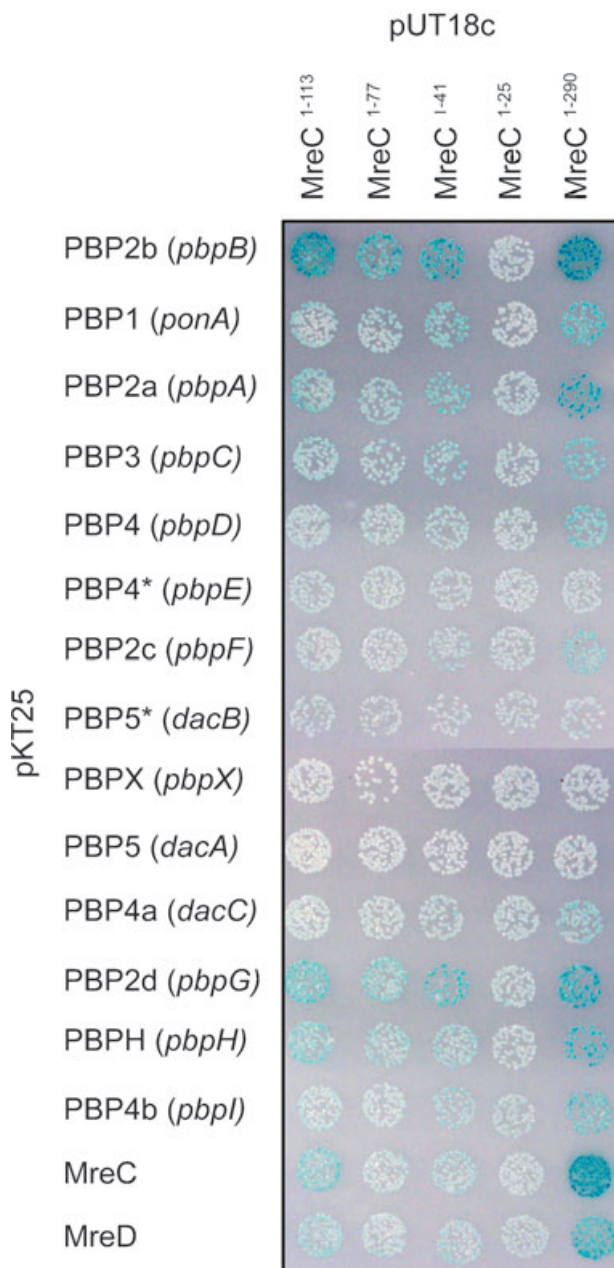 pUT18c
MreC 1-113
MreC 1-77
MreC 1-41
MreC 1-25
MreC 1-290
pKT25
PBP2b (pbpB)
PBP1 (ponA)
PBP2a (pbpA)
PBP3 (pbpC)
PBP4 (pbpD)
PBP4* (pbpE)
PBP2c (pbpF)
PBP5* (dacB)
PBPX (pbpX)
PBP5 (dacA)
PBP4a (dacC)
PBP2d (pbpG)
PBPH (pbpH)
PBP4b (pbpI)
MreC
MreD